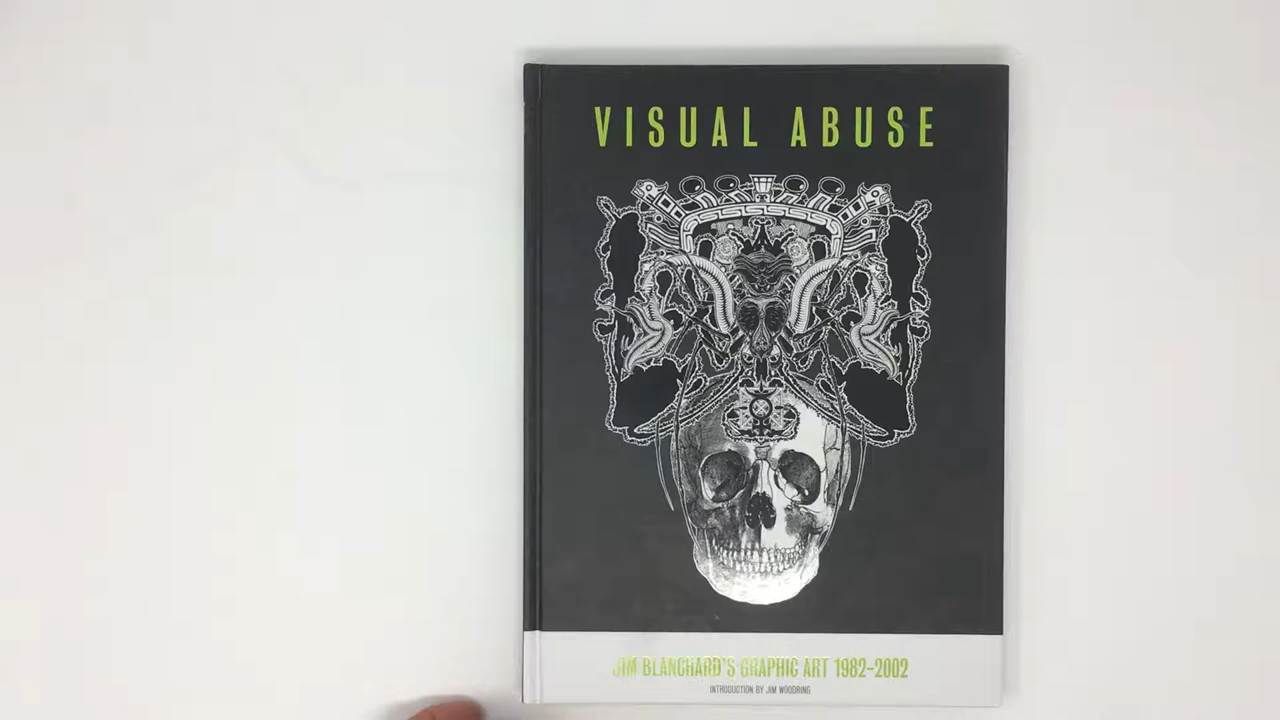 VISUAL ABUSE
JIM BLANCHARD'S GRAPHIC ART 1982–2002
INTRODUCTION BY JIM WOODRING